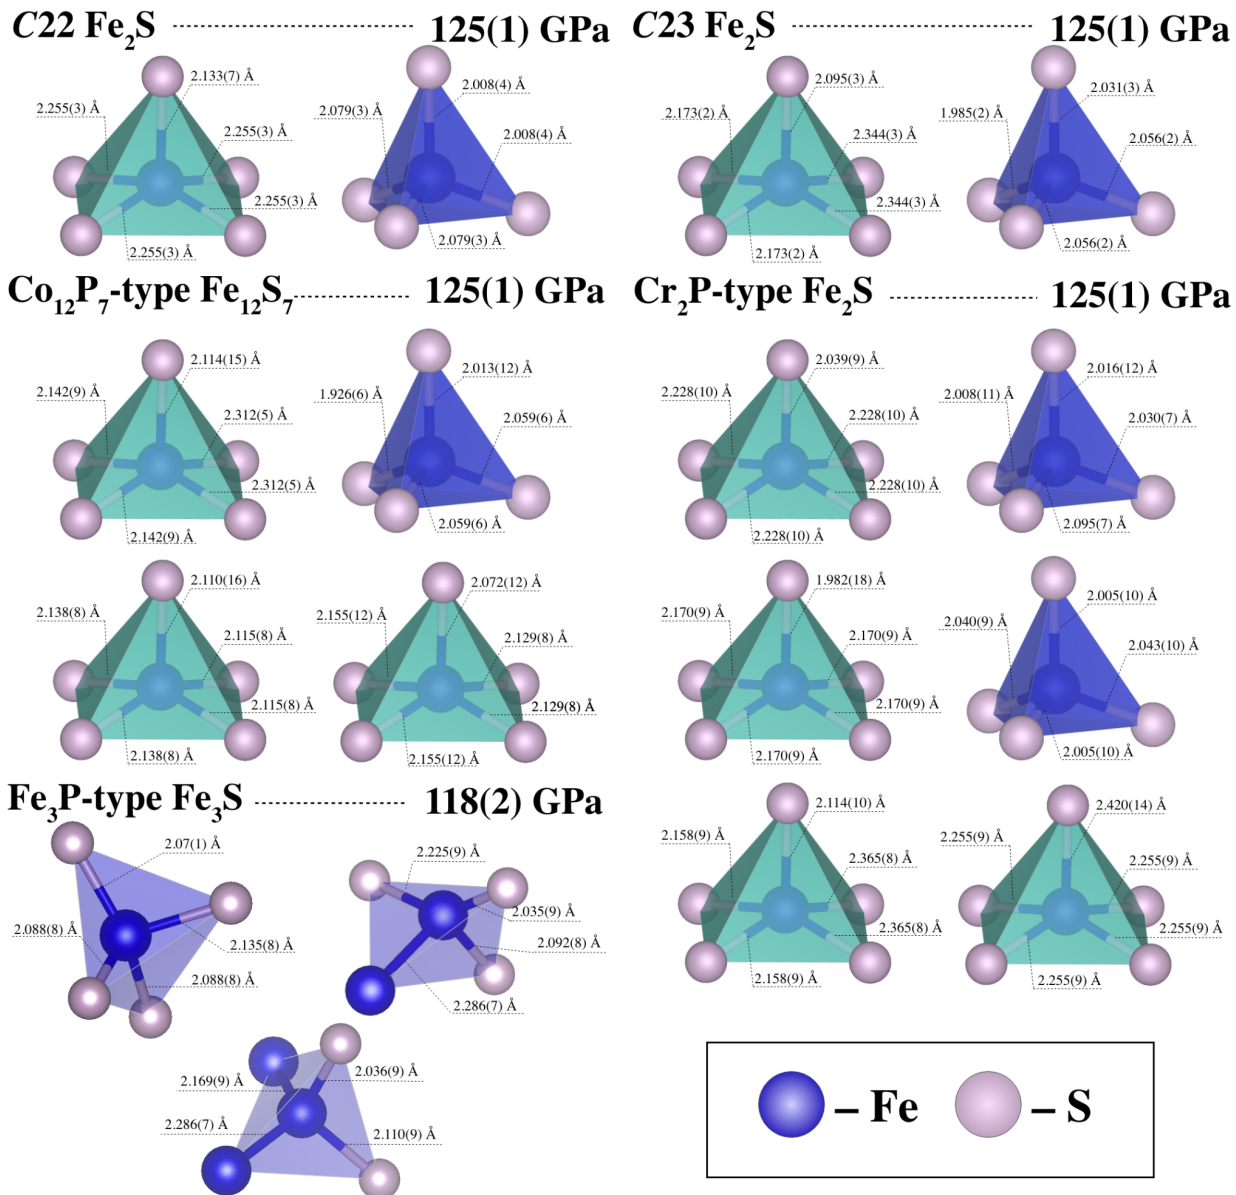 C22 Fe2S 125(1) GPa
2.133(7) Å
2.255(3) Å
2.255(3) Å
2.255(3) Å
2.255(3) Å
2.008(4) Å
2.079(3) Å
2.008(4) Å
2.079(3) Å
C23 Fe2S 125(1) GPa
2.095(3) Å
2.173(2) Å
2.344(3) Å
2.344(3) Å
2.173(2) Å
2.031(3) Å
1.985(2) Å
2.056(2) Å
2.056(2) Å
Co12P7-type Fe12S7 125(1) GPa
2.114(15) Å
2.142(9) Å
2.312(5) Å
2.312(5) Å
2.142(9) Å
2.013(12) Å
1.926(6) Å
2.059(6) Å
2.059(6) Å
2.110(16) Å
2.138(8) Å
2.115(8) Å
2.115(8) Å
2.138(8) Å
2.072(12) Å
2.155(12) Å
2.129(8) Å
2.129(8) Å
2.155(12) Å
Cr2P-type Fe2S 125(1) GPa
2.039(9) Å
2.228(10) Å
2.228(10) Å
2.228(10) Å
2.228(10) Å
2.016(12) Å
2.008(11) Å
2.030(7) Å
2.095(7) Å
1.982(18) Å
2.170(9) Å
2.170(9) Å
2.170(9) Å
2.170(9) Å
2.005(10) Å
2.040(9) Å
2.043(10) Å
2.005(10) Å
2.114(10) Å
2.158(9) Å
2.365(8) Å
2.365(8) Å
2.158(9) Å
2.420(14) Å
2.255(9) Å
2.255(9) Å
2.255(9) Å
2.255(9) Å
Fe3P-type Fe3S 118(2) GPa
2.07(1) Å
2.088(8) Å
2.135(8) Å
2.088(8) Å
2.225(9) Å
2.035(9) Å
2.092(8) Å
2.286(7) Å
2.169(9) Å
2.036(9) Å
2.286(7) Å
2.110(9) Å
– Fe – S